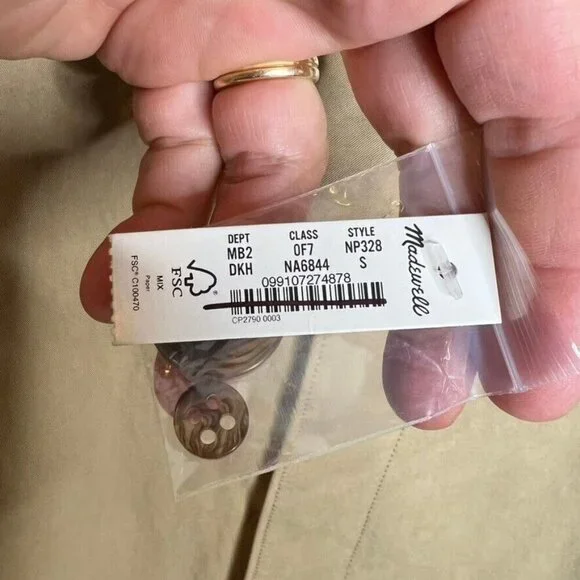 DEPT CLASS STYLE
MB2 0F7 NP328
DKH NA6844 S
099107274878
CP2790 0003
Madewell
FSC
MIX
Paper
FSC® C100470